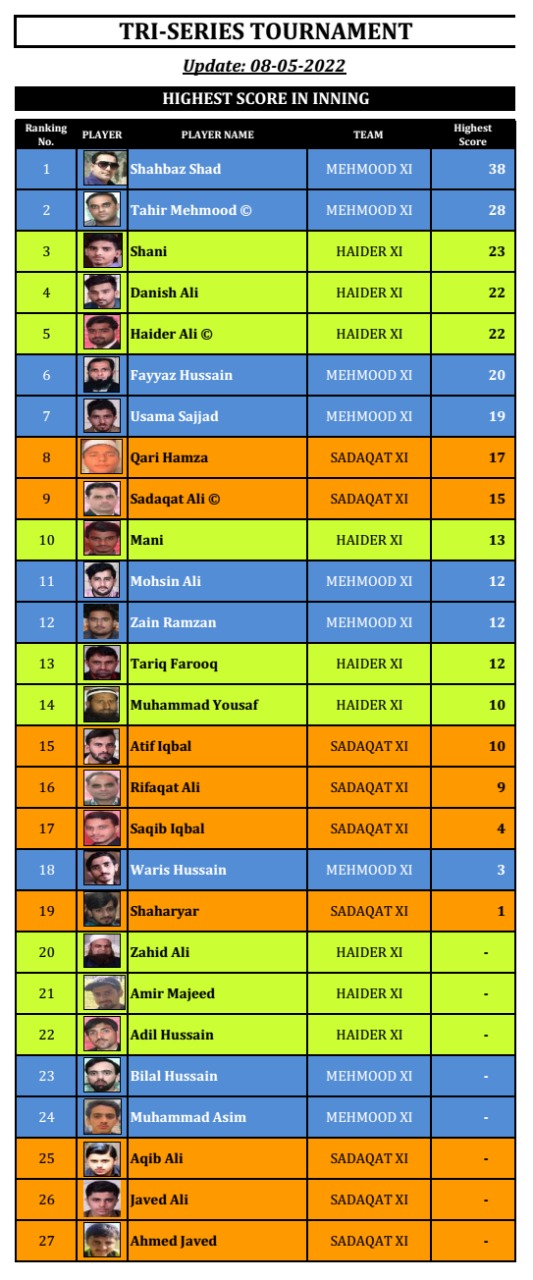 TRI-SERIES TOURNAMENT
Update: 08-05-2022
HIGHEST SCORE IN INNING
Ranking No. PLAYER PLAYER NAME TEAM Highest Score
1 Shahbaz Shad MEHMOOD XI 38
2 Tahir Mehmood © MEHMOOD XI 28
3 Shani HAIDER XI 23
4 Danish Ali HAIDER XI 22
5 Haider Ali © HAIDER XI 22
6 Fayyaz Hussain MEHMOOD XI 20
7 Usama Sajjad MEHMOOD XI 19
8 Qari Hamza SADAQAT XI 17
9 Sadaqat Ali © SADAQAT XI 15
10 Mani HAIDER XI 13
11 Mohsin Ali MEHMOOD XI 12
12 Zain Ramzan MEHMOOD XI 12
13 Tariq Farooq HAIDER XI 12
14 Muhammad Yousaf HAIDER XI 10
15 Atif Iqbal SADAQAT XI 10
16 Rifaqat Ali SADAQAT XI 9
17 Saqib Iqbal SADAQAT XI 4
18 Waris Hussain MEHMOOD XI 3
19 Shaharyar SADAQAT XI 1
20 Zahid Ali HAIDER XI -
21 Amir Majeed HAIDER XI -
22 Adil Hussain HAIDER XI -
23 Bilal Hussain MEHMOOD XI -
24 Muhammad Asim MEHMOOD XI -
25 Aqib Ali SADAQAT XI -
26 Javed Ali SADAQAT XI -
27 Ahmed Javed SADAQAT XI -